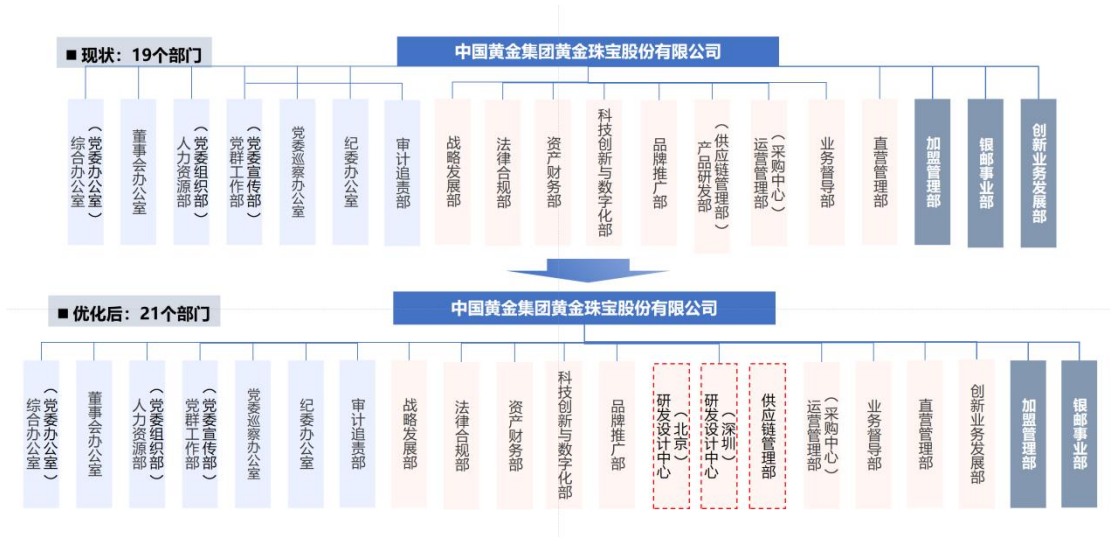 ■ 现状：19个部门
中国黄金集团黄金珠宝股份有限公司
综合办公室
（党委办公室）
董事会办公室
人力资源部
（党委组织部）
党群工作部
（党委宣传部）
党委巡察办公室
纪委办公室
审计追责部
战略发展部
法律合规部
资产财务部
科技创新与数字化部
品牌推广部
产品研发部
（供应链管理部）
运营管理部
（采购中心）
业务督导部
直营管理部
加盟管理部
银邮事业部
创新业务发展部
■ 优化后：21个部门
中国黄金集团黄金珠宝股份有限公司
综合办公室
（党委办公室）
董事会办公室
人力资源部
（党委组织部）
党群工作部
（党委宣传部）
党委巡察办公室
纪委办公室
审计追责部
战略发展部
法律合规部
资产财务部
科技创新与数字化部
品牌推广部
研发设计中心
（北京）
研发设计中心
（深圳）
供应链管理部
运营管理部
（采购中心）
业务督导部
直营管理部
创新业务发展部
加盟管理部
银邮事业部